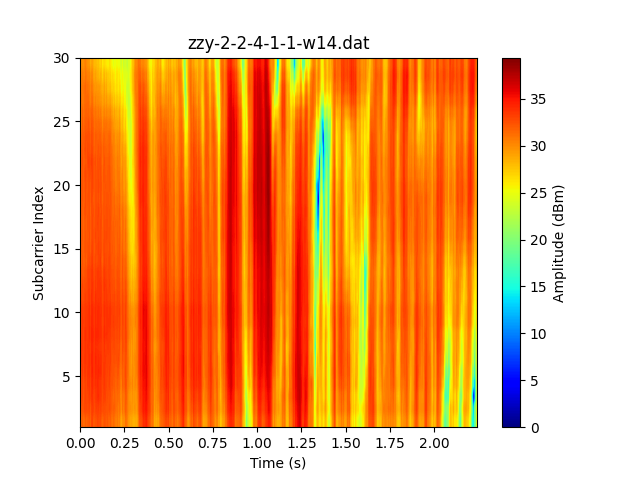 zzy-2-2-4-1-1-w14.dat
30
25
20
15
10
5
Subcarrier Index
0.00 0.25 0.50 0.75 1.00 1.25 1.50 1.75 2.00
Time (s)
35
30
25
20
15
10
5
0
Amplitude (dBm)